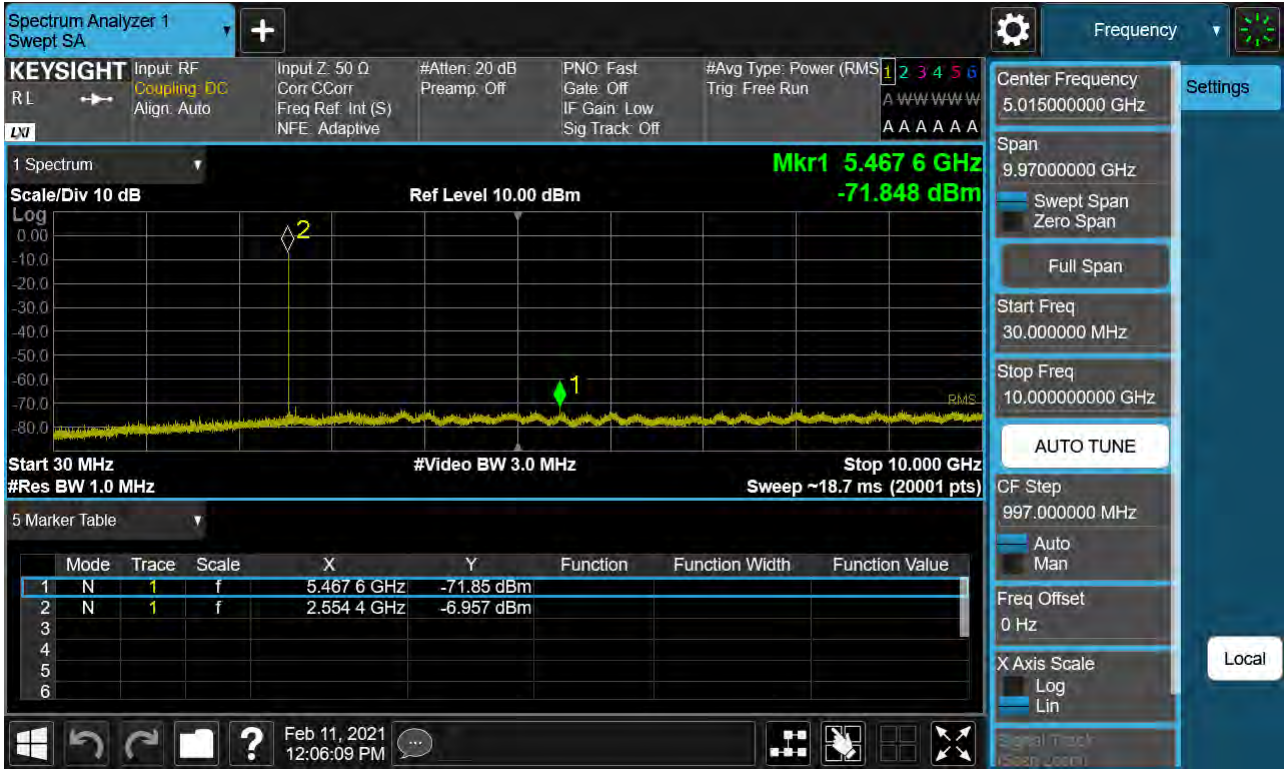 Spectrum Analyzer 1
Swept SA
+
Frequency
KEYSIGHT
R L
LXI
Input: RF
Coupling: DC
Align: Auto
Input Z: 50 Ω
Corr CCorr
Freq Ref: Int (S)
NFE: Adaptive
#Atten: 20 dB
Preamp: Off
PNO: Fast
Gate: Off
IF Gain: Low
Sig Track: Off
#Avg Type: Power (RMS
Trig: Free Run
1 2 3 4 5 6
A W W W W W
A A A A A A
1 Spectrum
Mkr1 5.467 6 GHz
Scale/Div 10 dB
Ref Level 10.00 dBm
-71.848 dBm
Log
0.00
-10.0
-20.0
-30.0
-40.0
-50.0
-60.0
-70.0
-80.0
2
1
RMS
Start 30 MHz
#Video BW 3.0 MHz
Stop 10.000 GHz
#Res BW 1.0 MHz
Sweep ~18.7 ms (20001 pts)
5 Marker Table
Mode Trace Scale X Y Function Function Width Function Value
1 N 1 f 5.467 6 GHz -71.85 dBm
2 N 1 f 2.554 4 GHz -6.957 dBm
3
4
5
6
Feb 11, 2021
12:06:09 PM
?
Center Frequency
5.015000000 GHz
Settings
Span
9.97000000 GHz
Swept Span
Zero Span
Full Span
Start Freq
30.000000 MHz
Stop Freq
10.000000000 GHz
AUTO TUNE
CF Step
997.000000 MHz
Auto
Man
Freq Offset
0 Hz
X Axis Scale
Log
Lin
Local
Signal Track
(Span Zoom)